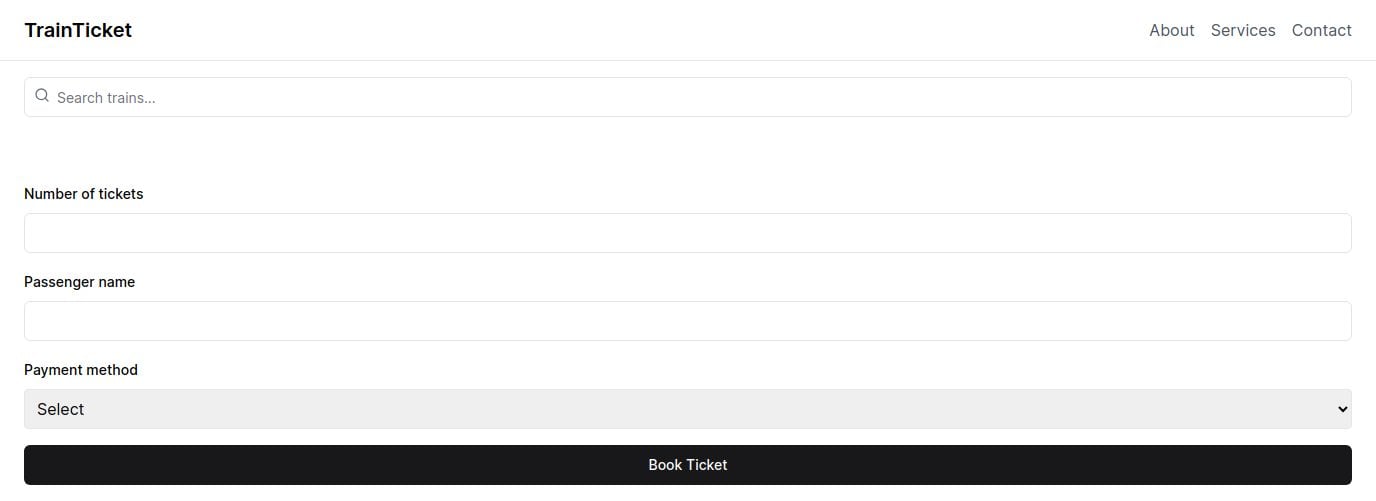 TrainTicket
About Services Contact
Search trains...
Number of tickets
Passenger name
Payment method
Select
Book Ticket